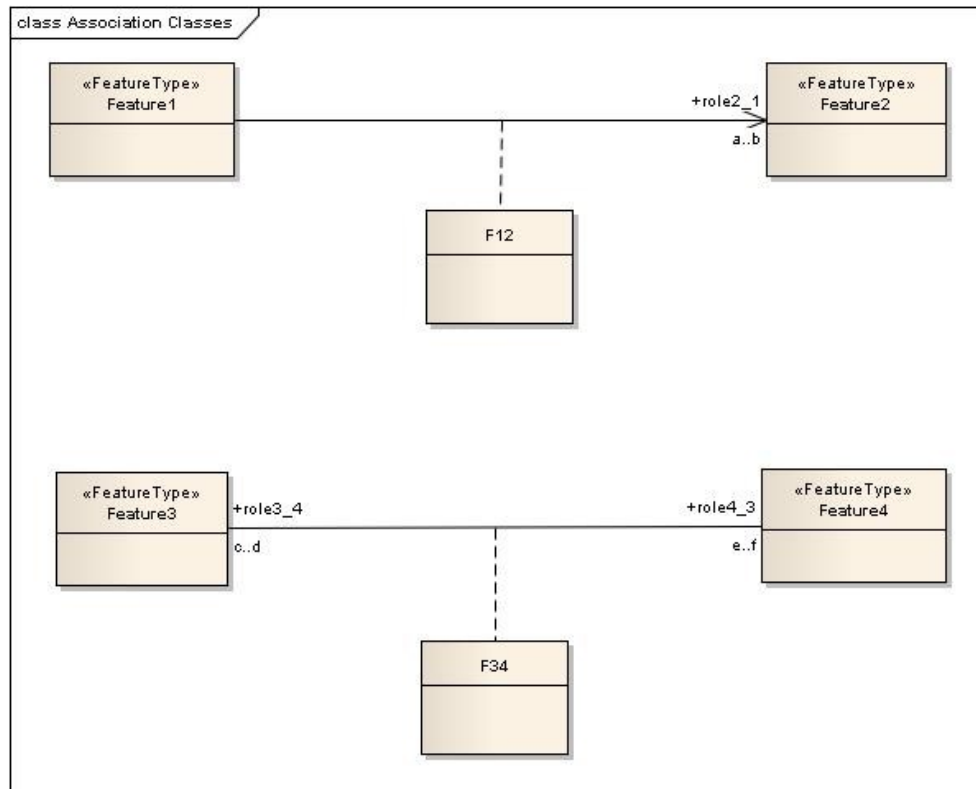 class Association Classes
«FeatureType»
Feature1
+role2_1
a..b
«FeatureType»
Feature2
F12
«FeatureType»
Feature3
+role3_4
c..d
+role4_3
e..f
«FeatureType»
Feature4
F34